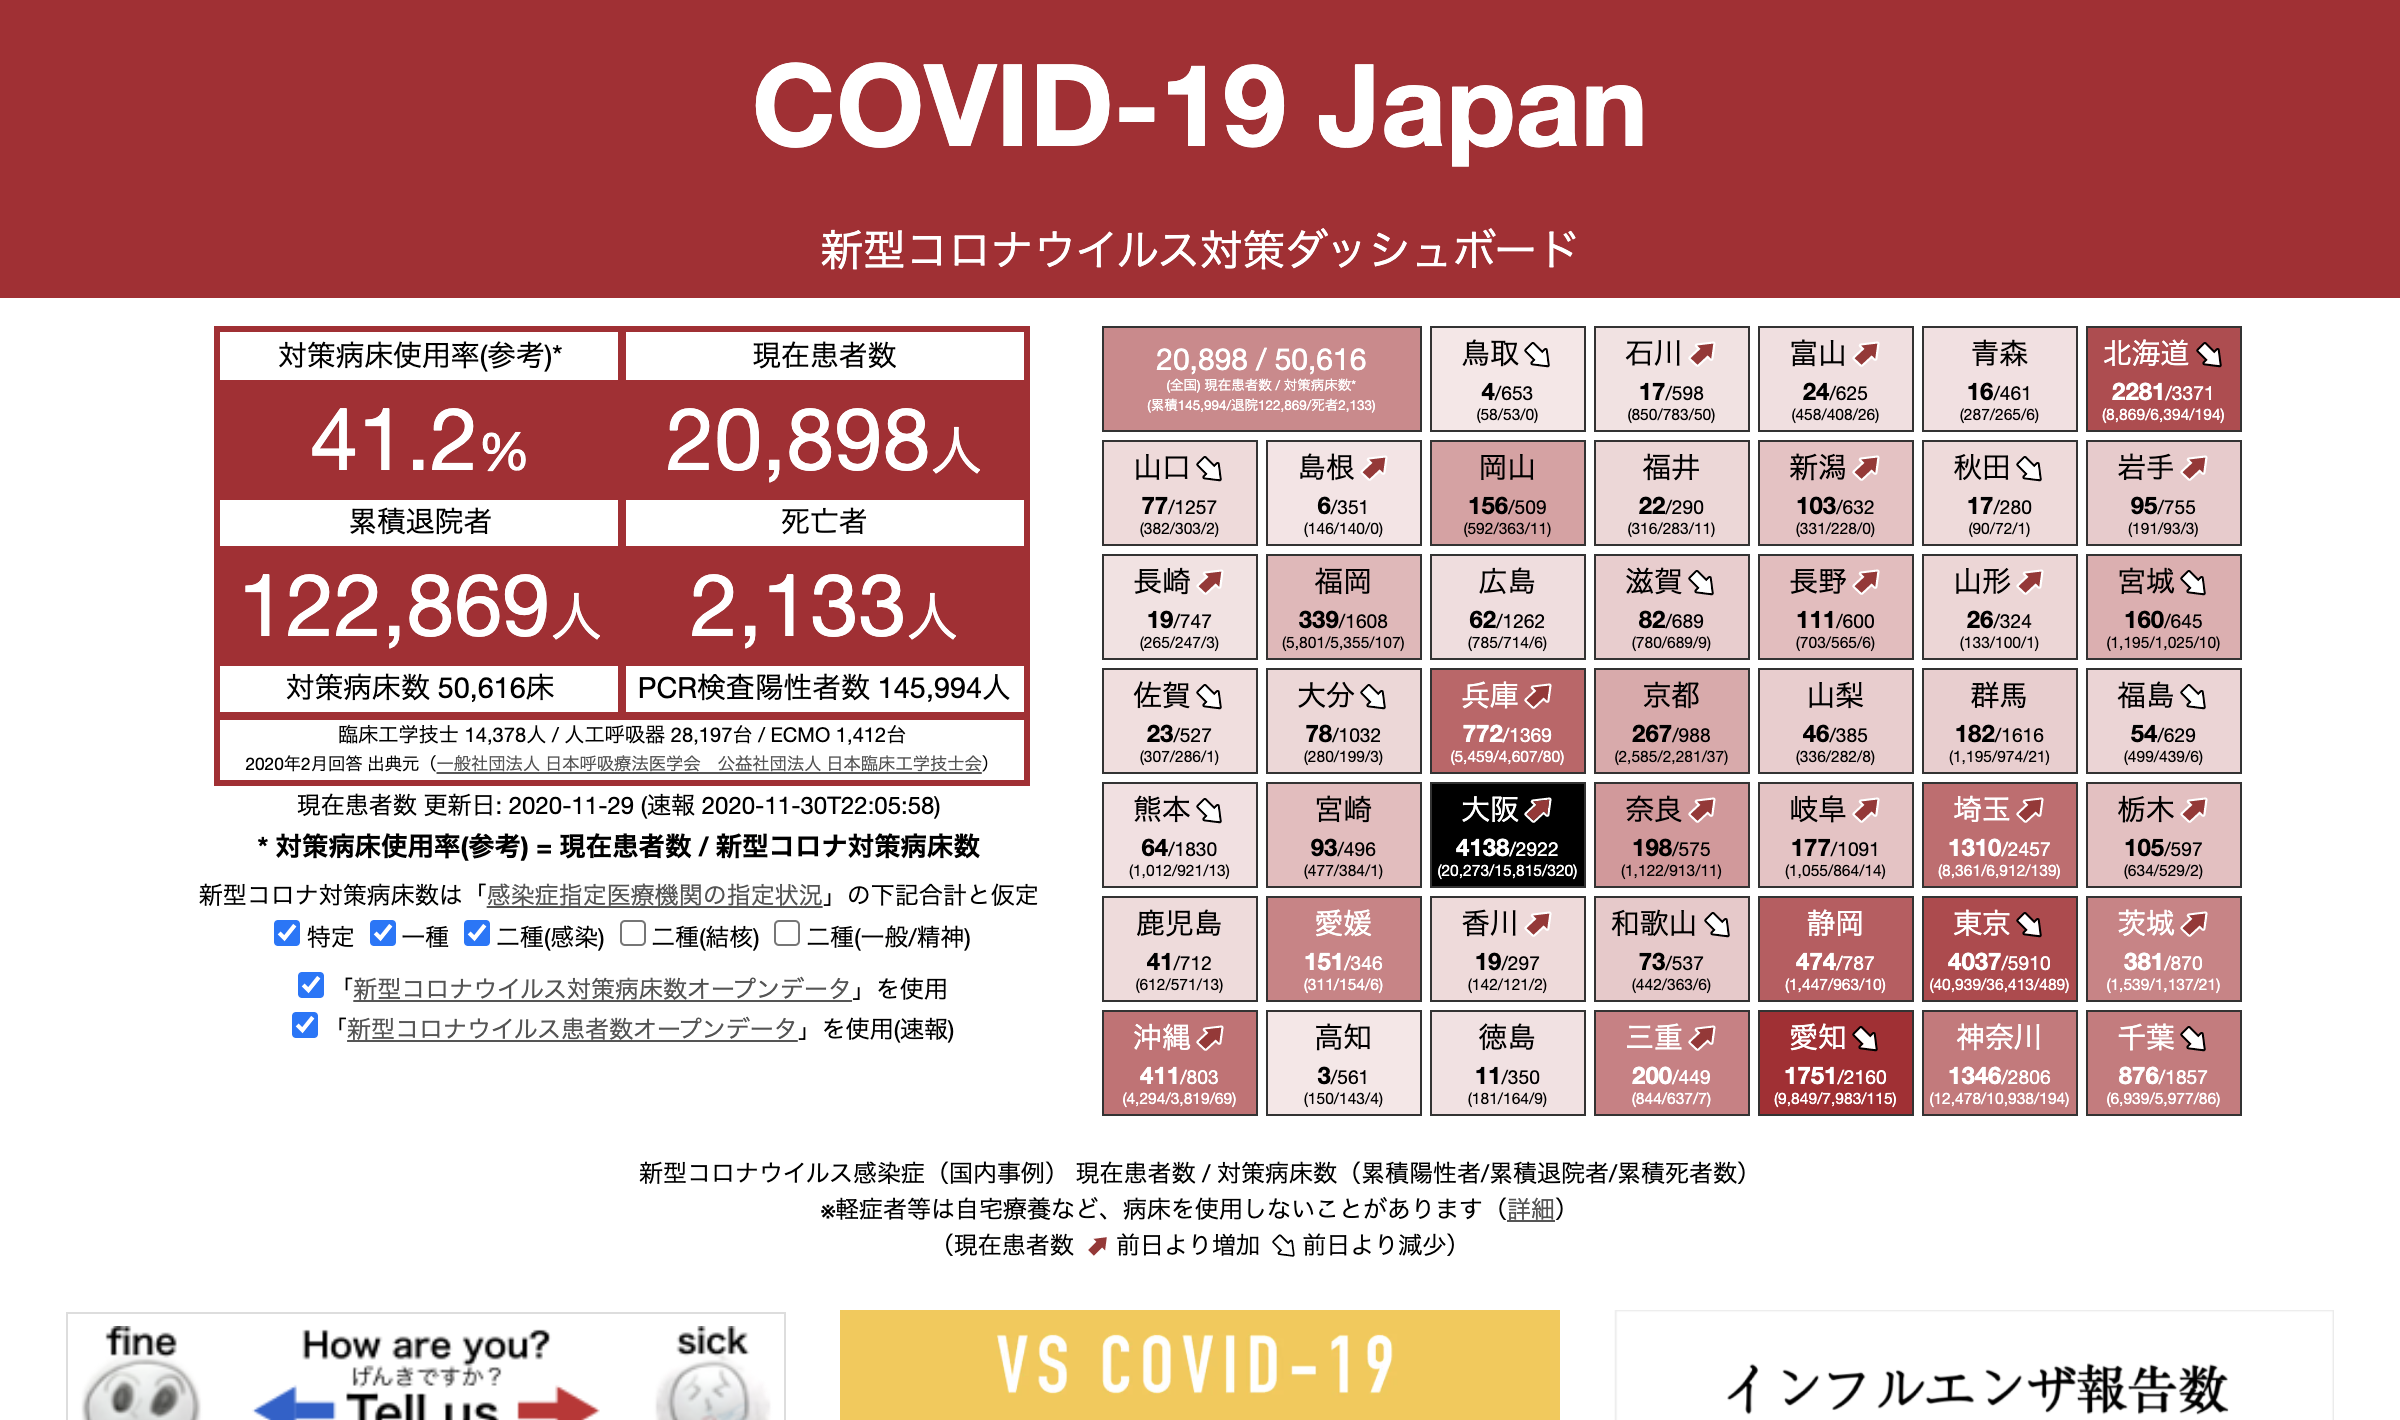 COVID-19 Japan
新型コロナウイルス対策ダッシュボード
対策病床使用率(参考)*
現在患者数
41.2%
20,898人
累積退院者
死亡者
122,869人
2,133人
対策病床数 50,616床
PCR検査陽性者数 145,994人
臨床工学技士 14,378人 / 人工呼吸器 28,197台 / ECMO 1,412台
2020年2月回答 出典元（一般社団法人 日本呼吸療法医学会　公益社団法人 日本臨床工学技士会）
現在患者数 更新日: 2020-11-29 (速報 2020-11-30T22:05:58)
* 対策病床使用率(参考) = 現在患者数 / 新型コロナ対策病床数
新型コロナ対策病床数は「感染症指定医療機関の指定状況」の下記合計と仮定
特定 一種 二種(感染) 二種(結核) 二種(一般/精神)
「新型コロナウイルス対策病床数オープンデータ」を使用
「新型コロナウイルス患者数オープンデータ」を使用(速報)
20,898 / 50,616
(全国) 現在患者数 / 対策病床数*
(累積145,994/退院122,869/死者2,133)
鳥取
4/653
(58/53/0)
石川
17/598
(850/783/50)
富山
24/625
(458/408/26)
青森
16/461
(287/265/6)
北海道
2281/3371
(8,869/6,394/194)
山口
77/1257
(382/303/2)
島根
6/351
(146/140/0)
岡山
156/509
(592/363/11)
福井
22/290
(316/283/11)
新潟
103/632
(331/228/0)
秋田
17/280
(90/72/1)
岩手
95/755
(191/93/3)
長崎
19/747
(265/247/3)
福岡
339/1608
(5,801/5,355/107)
広島
62/1262
(785/714/6)
滋賀
82/689
(780/689/9)
長野
111/600
(703/565/6)
山形
26/324
(133/100/1)
宮城
160/645
(1,195/1,025/10)
佐賀
23/527
(307/286/1)
大分
78/1032
(280/199/3)
兵庫
772/1369
(5,459/4,607/80)
京都
267/988
(2,585/2,281/37)
山梨
46/385
(336/282/8)
群馬
182/1616
(1,195/974/21)
福島
54/629
(499/439/6)
熊本
64/1830
(1,012/921/13)
宮崎
93/496
(477/384/1)
大阪
4138/2922
(20,273/15,815/320)
奈良
198/575
(1,122/913/11)
岐阜
177/1091
(1,055/864/14)
埼玉
1310/2457
(8,361/6,912/139)
栃木
105/597
(634/529/2)
鹿児島
41/712
(612/571/13)
愛媛
151/346
(311/154/6)
香川
19/297
(142/121/2)
和歌山
73/537
(442/363/6)
静岡
474/787
(1,447/963/10)
東京
4037/5910
(40,939/36,413/489)
茨城
381/870
(1,539/1,137/21)
沖縄
411/803
(4,294/3,819/69)
高知
3/561
(150/143/4)
徳島
11/350
(181/164/9)
三重
200/449
(844/637/7)
愛知
1751/2160
(9,849/7,983/115)
神奈川
1346/2806
(12,478/10,938/194)
千葉
876/1857
(6,939/5,977/86)
新型コロナウイルス感染症（国内事例） 現在患者数 / 対策病床数（累積陽性者/累積退院者/累積死者数）
※軽症者等は自宅療養など、病床を使用しないことがあります（詳細）
（現在患者数 前日より増加 前日より減少）
fine
How are you?
sick
げんきですか？
Tell us
VS COVID-19
インフルエンザ報告数